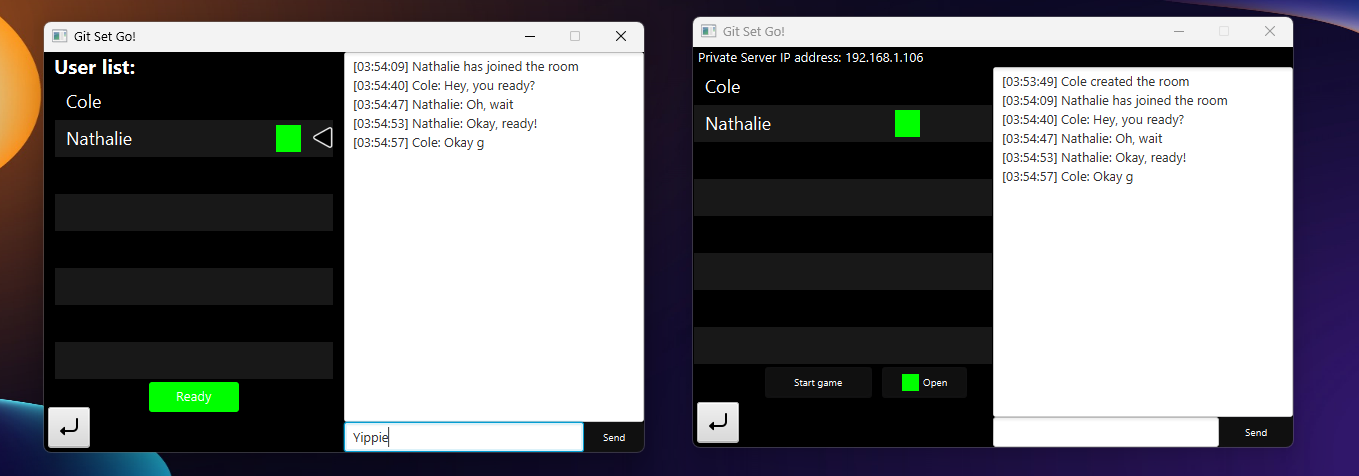 Git Set Go!
User list:
Cole
Nathalie
Ready
[03:54:09] Nathalie has joined the room
[03:54:40] Cole: Hey, you ready?
[03:54:47] Nathalie: Oh, wait
[03:54:53] Nathalie: Okay, ready!
[03:54:57] Cole: Okay g
Yippie
Send
Git Set Go!
Private Server IP address: 192.168.1.106
Cole
Nathalie
Start game
Open
[03:53:49] Cole created the room
[03:54:09] Nathalie has joined the room
[03:54:40] Cole: Hey, you ready?
[03:54:47] Nathalie: Oh, wait
[03:54:53] Nathalie: Okay, ready!
[03:54:57] Cole: Okay g
Send